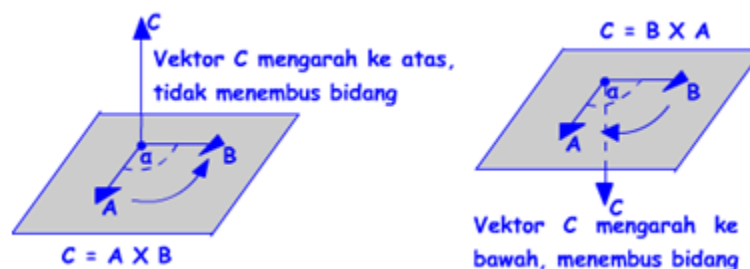 C
Vektor C mengarah ke atas,
tidak menembus bidang
a
B
A
C = A X B
C = B X A
a
B
A
C
Vektor C mengarah ke
bawah, menembus bidang